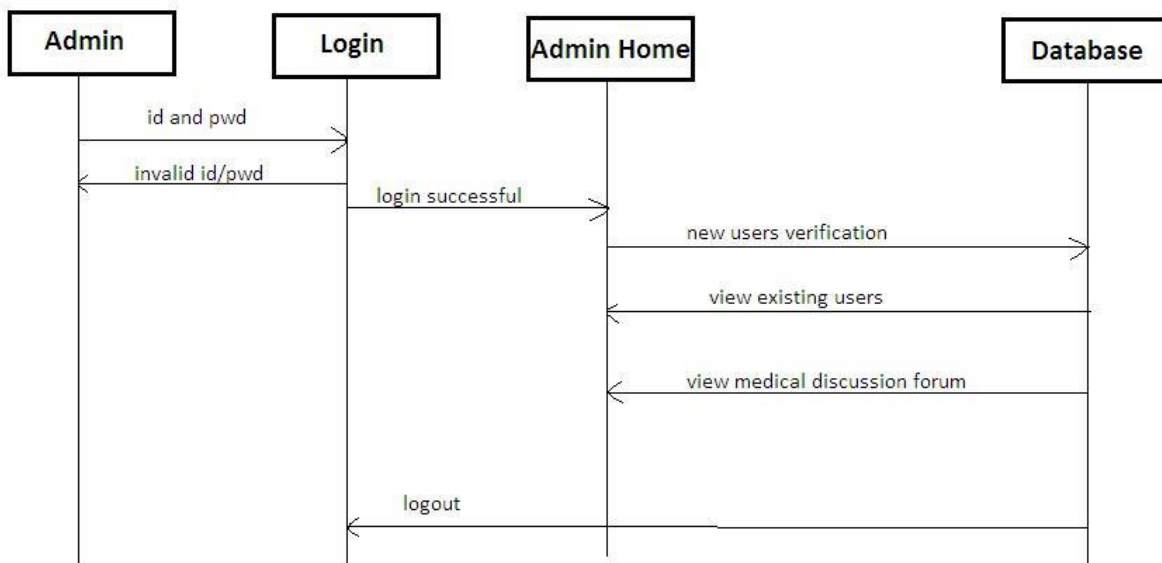 Admin
Login
Admin Home
Database
id and pwd
invalid id/pwd
login successful
new users verification
view existing users
view medical discussion forum
logout